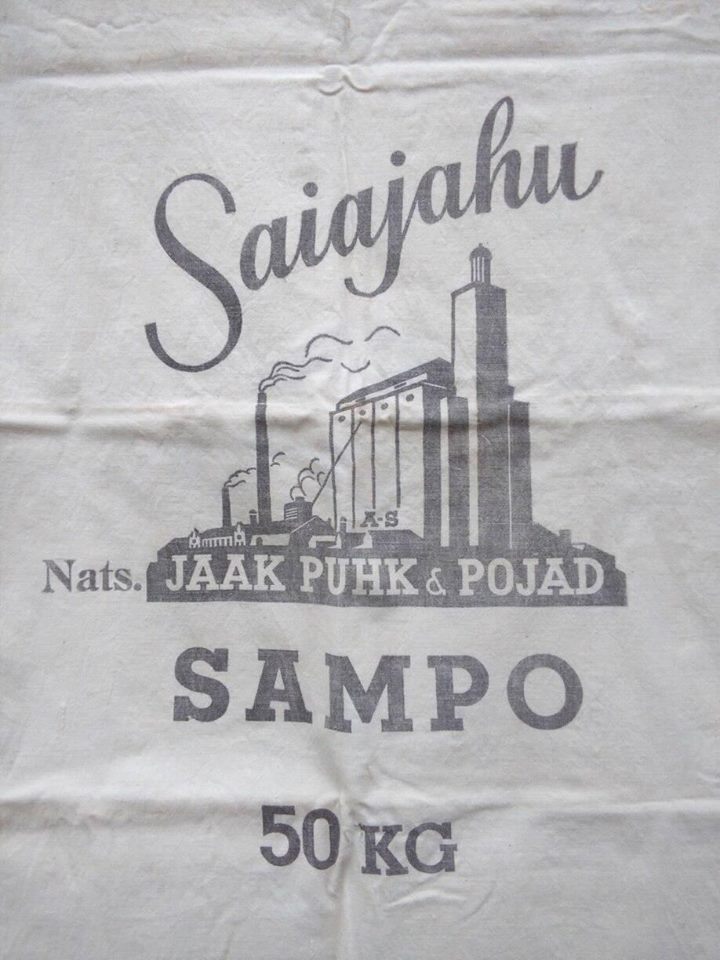 Saiajahu
A-S
Nats. JAAK PUHK & POJAD
SAMPO
50 KG